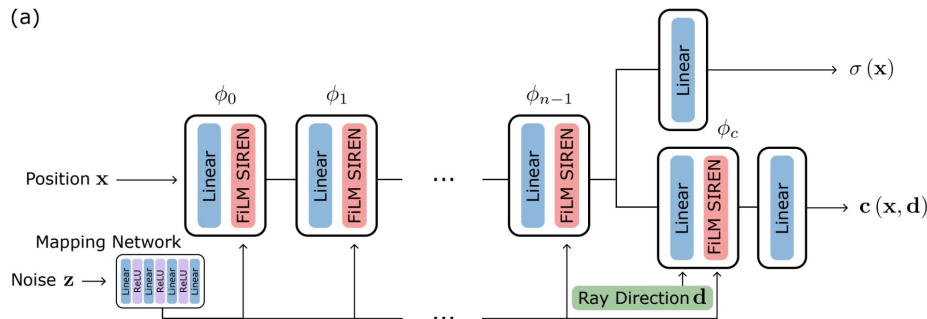 (a)
ϕ₀
ϕ₁
ϕₙ₋₁
Linear
σ (x)
Position x
Linear
FiLM SIREN
Linear
FiLM SIREN
...
Linear
FiLM SIREN
ϕ_c
Linear
FiLM SIREN
Linear
c (x, d)
Mapping Network
Noise z
Linear
ReLU
Linear
ReLU
Linear
ReLU
Linear
Ray Direction d
...